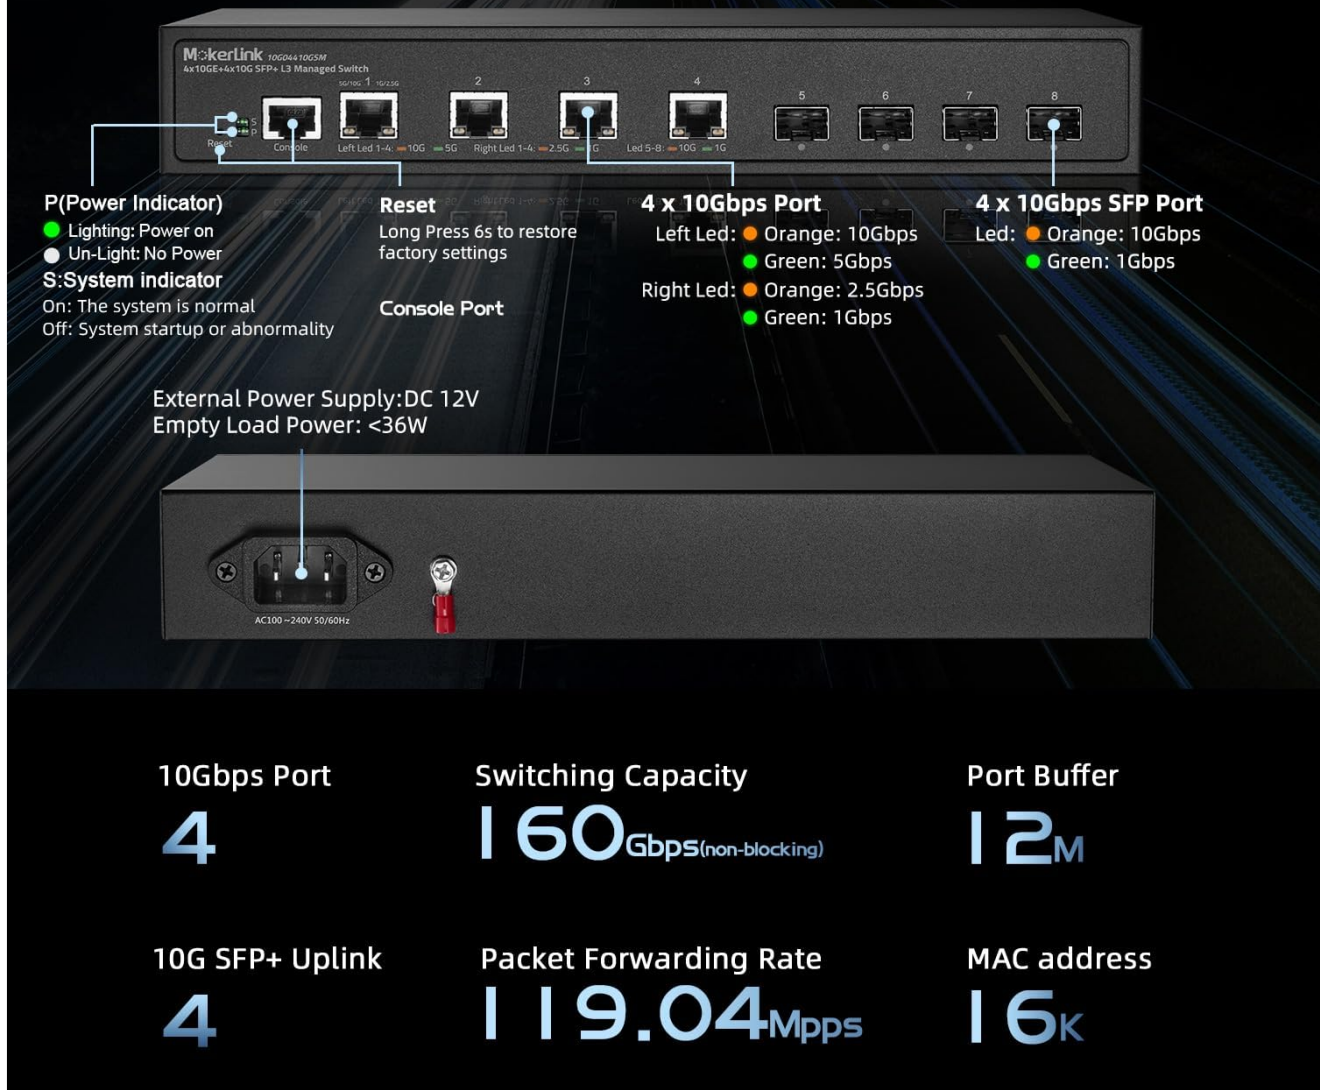 MokerLink 10G04410GSM
4x10GE+4x10G SFP+ L3 Managed Switch
5G/10G 1 1G/2.5G
2
3
4
5
6
7
8
S
P
Reset
Console
Left Led 1-4: 10G 5G Right Led 1-4: 2.5G 1G Led 5-8: 10G 1G
P(Power Indicator)
Lighting: Power on
Un-Light: No Power
S:System indicator
On: The system is normal
Off: System startup or abnormality
Reset
Long Press 6s to restore
factory settings
Console Port
4 x 10Gbps Port
Left Led: Orange: 10Gbps
Green: 5Gbps
Right Led: Orange: 2.5Gbps
Green: 1Gbps
4 x 10Gbps SFP Port
Led: Orange: 10Gbps
Green: 1Gbps
External Power Supply:DC 12V
Empty Load Power: <36W
AC100~240V 50/60Hz
10Gbps Port
4
Switching Capacity
160Gbps(non-blocking)
Port Buffer
12M
10G SFP+ Uplink
4
Packet Forwarding Rate
119.04Mpps
MAC address
16K